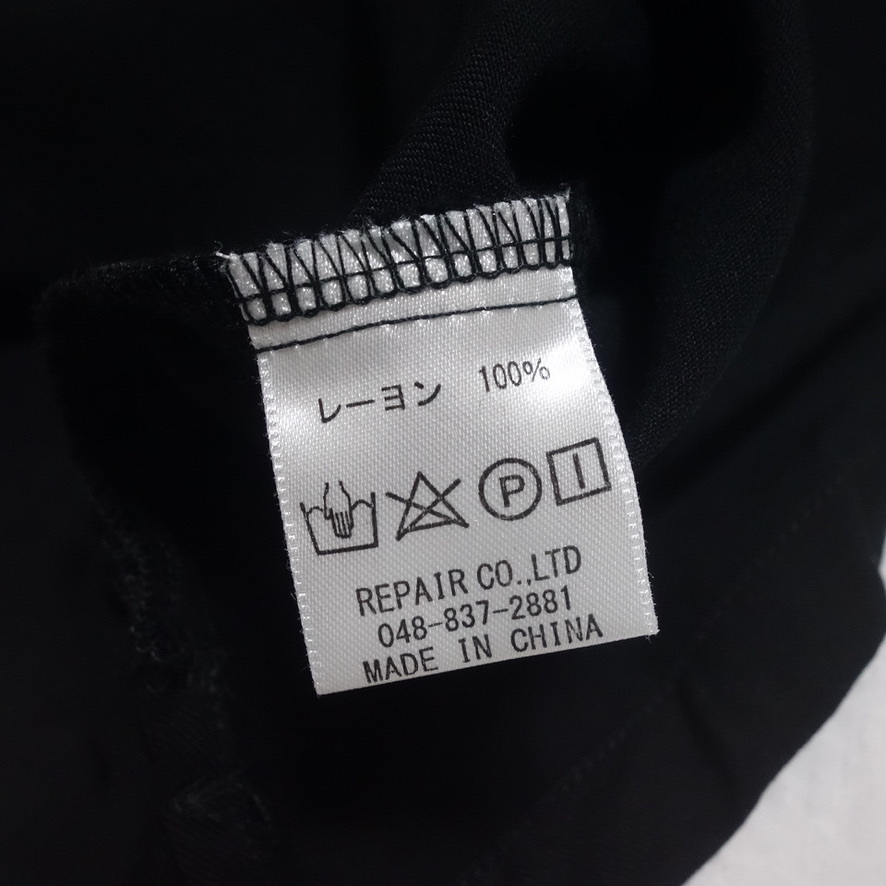 レーヨン 100%
P
REPAIR CO.,LTD
048-837-2881
MADE IN CHINA